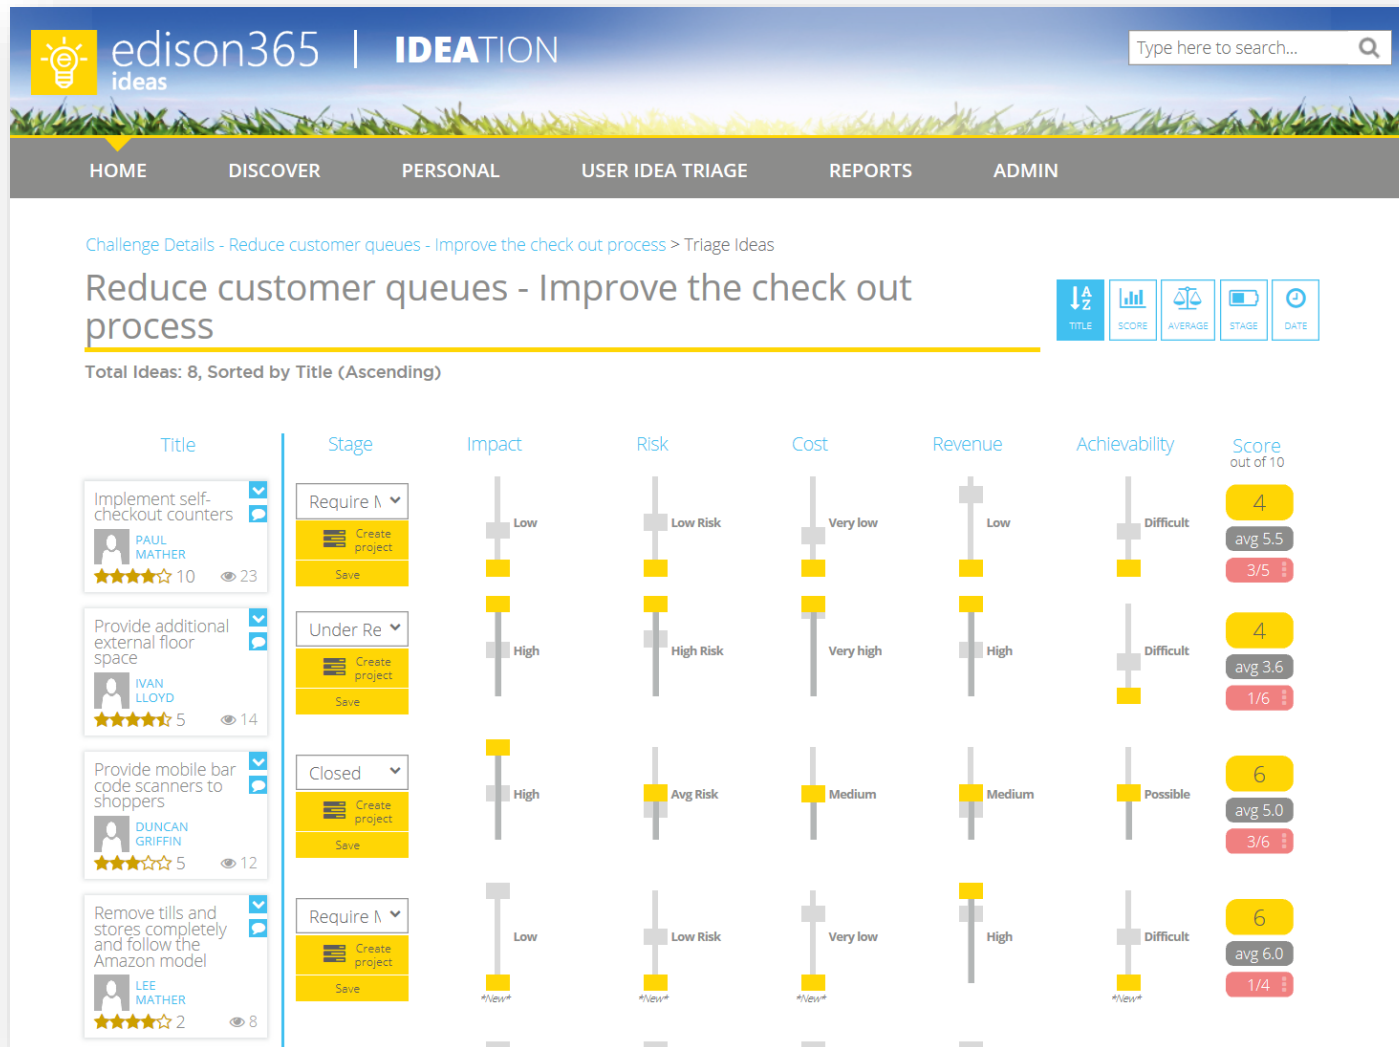 edison365 | IDEATION
ideas
Type here to search...
HOME DISCOVER PERSONAL USER IDEA TRIAGE REPORTS ADMIN
Challenge Details - Reduce customer queues - Improve the check out process > Triage Ideas
Reduce customer queues - Improve the check out
process
TITLE SCORE AVERAGE STAGE DATE
Total Ideas: 8, Sorted by Title (Ascending)
Title Stage Impact Risk Cost Revenue Achievability Score
out of 10
Implement self-
checkout counters
PAUL
MATHER
10 23
Require M
Create
project
Save
Low Low Risk Very low Low Difficult
4
avg 5.5
3/5
Provide additional
external floor
space
IVAN
LLOYD
5 14
Under Re
Create
project
Save
High High Risk Very high High Difficult
4
avg 3.6
1/6
Provide mobile bar
code scanners to
shoppers
DUNCAN
GRIFFIN
5 12
Closed
Create
project
Save
High Avg Risk Medium Medium Possible
6
avg 5.0
3/6
Remove tills and
stores completely
and follow the
Amazon model
LEE
MATHER
2 8
Require M
Create
project
Save
Low Low Risk Very low High Difficult
*New* *New* *New* *New*
6
avg 6.0
1/4